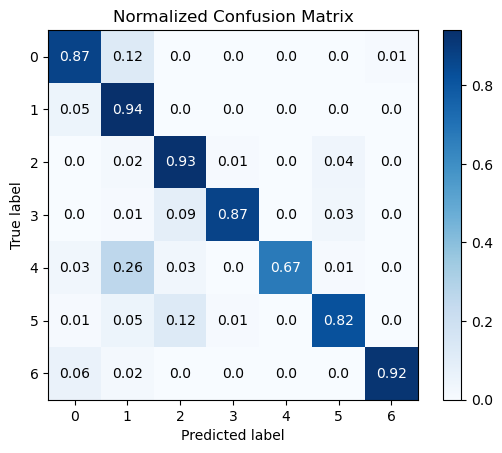 Normalized Confusion Matrix
0 0.87 0.12 0.0 0.0 0.0 0.0 0.01
1 0.05 0.94 0.0 0.0 0.0 0.0 0.0
2 0.0 0.02 0.93 0.01 0.0 0.04 0.0
3 0.0 0.01 0.09 0.87 0.0 0.03 0.0
4 0.03 0.26 0.03 0.0 0.67 0.01 0.0
5 0.01 0.05 0.12 0.01 0.0 0.82 0.0
6 0.06 0.02 0.0 0.0 0.0 0.0 0.92
0 1 2 3 4 5 6
True label
Predicted label
0.8
0.6
0.4
0.2
0.0